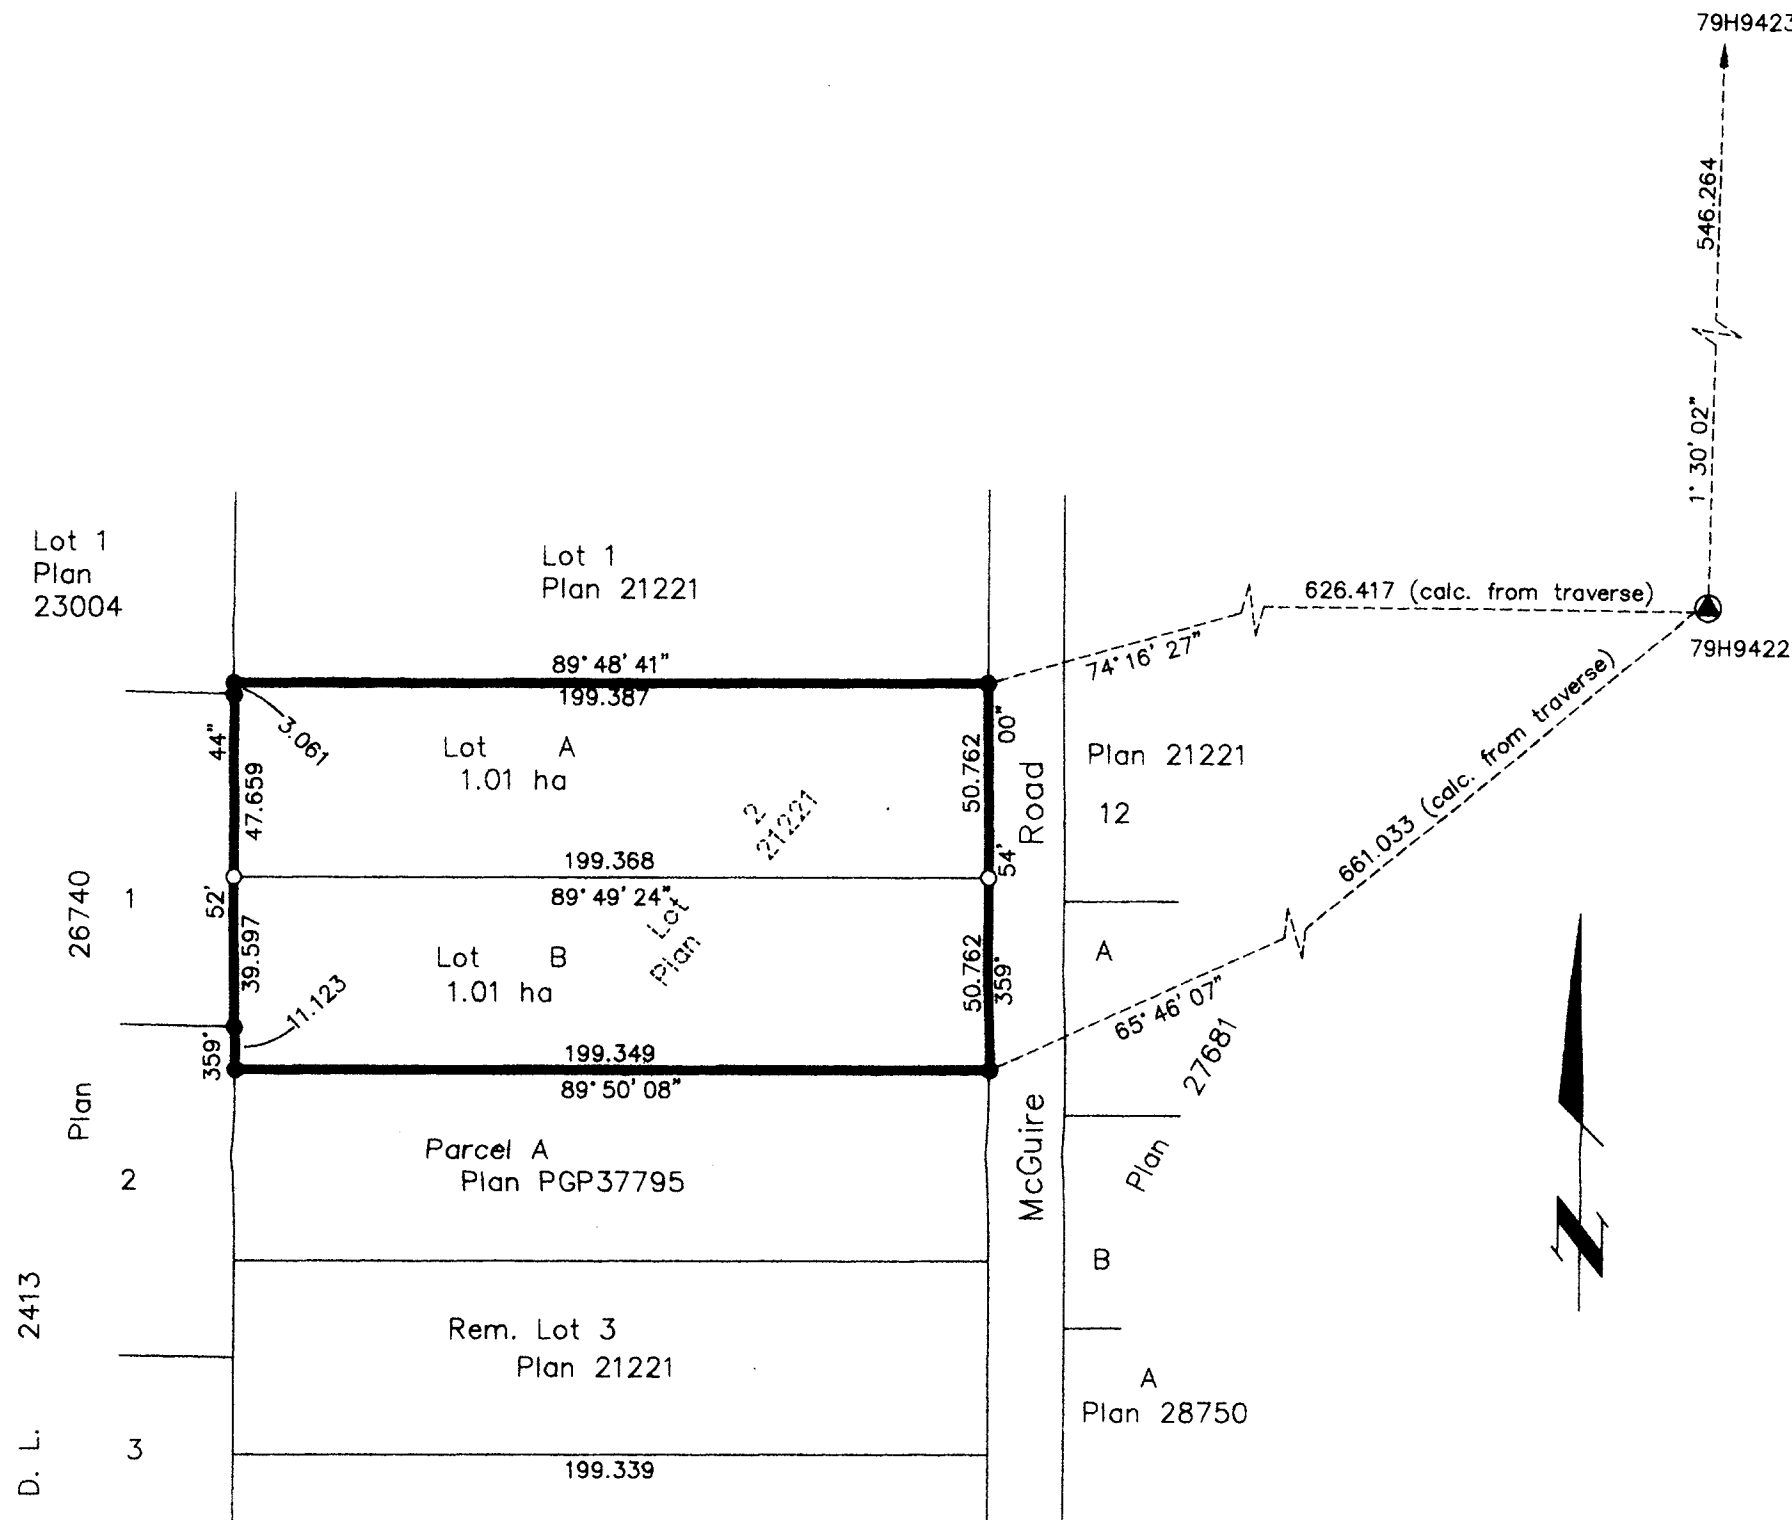 79H9423
546.264
1° 30' 02"
Lot 1
Plan
23004
Lot 1
Plan 21221
626.417 (calc. from traverse)
79H9422
74° 16' 27"
89° 48' 41"
199.387
3.061
44"
47.659
Lot A
1.01 ha
50.762
00"
Road
Plan 21221
12
661.033 (calc. from traverse)
2
21221
199.368
89° 49' 24"
54'
52'
1
26740
Lot
Plan
39.597
Lot B
1.01 ha
11.123
50.762
359°
A
65° 46' 07"
27681
Plan
359°
199.349
89° 50' 08"
Plan
McGuire
Parcel A
Plan PGP37795
2
B
N
2413
D. L.
Rem. Lot 3
Plan 21221
A
Plan 28750
3
199.339